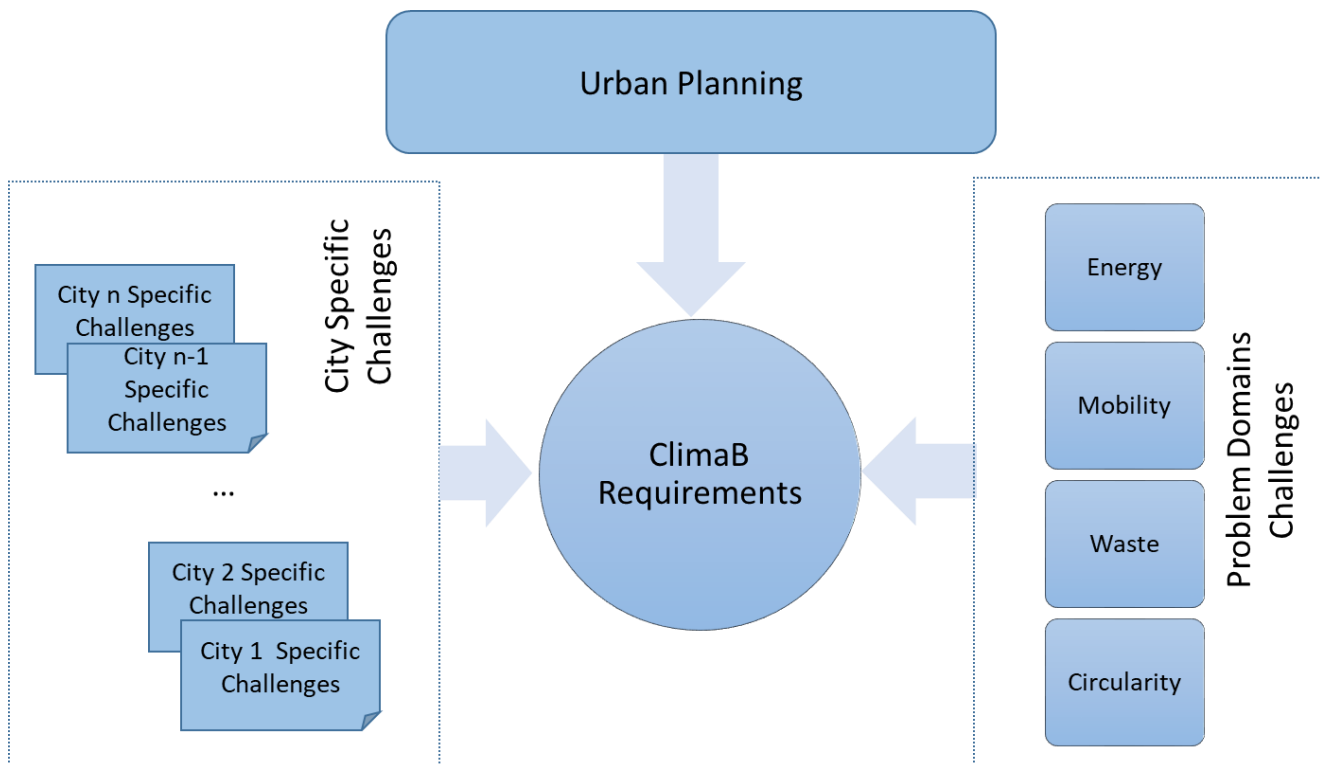 Urban Planning
City Specific
Challenges
City n Specific
Challenges
City n-1
Specific
Challenges
...
City 2 Specific
Challenges
City 1 Specific
Challenges
ClimaB
Requirements
Energy
Mobility
Waste
Circularity
Problem Domains
Challenges